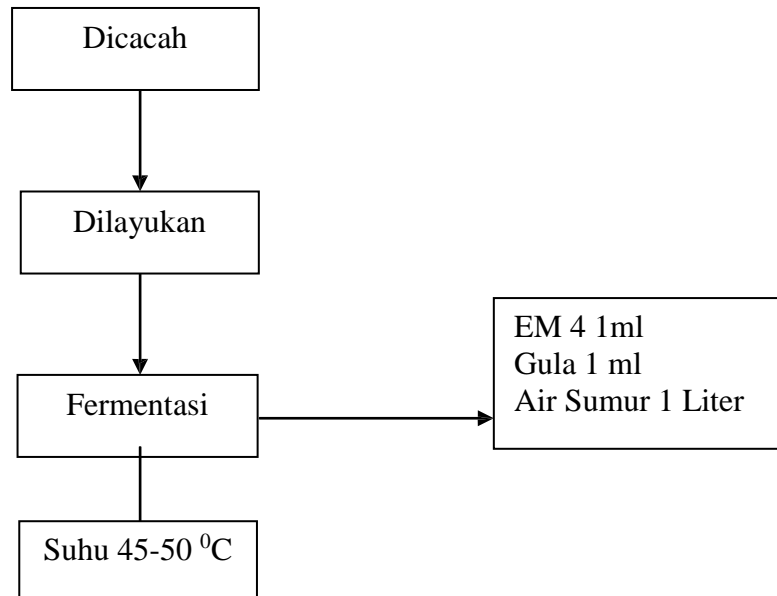 Dicacah
Dilayukan
EM 4 1ml
Gula 1 ml
Air Sumur 1 Liter
Fermentasi
Suhu 45-50 ⁰C